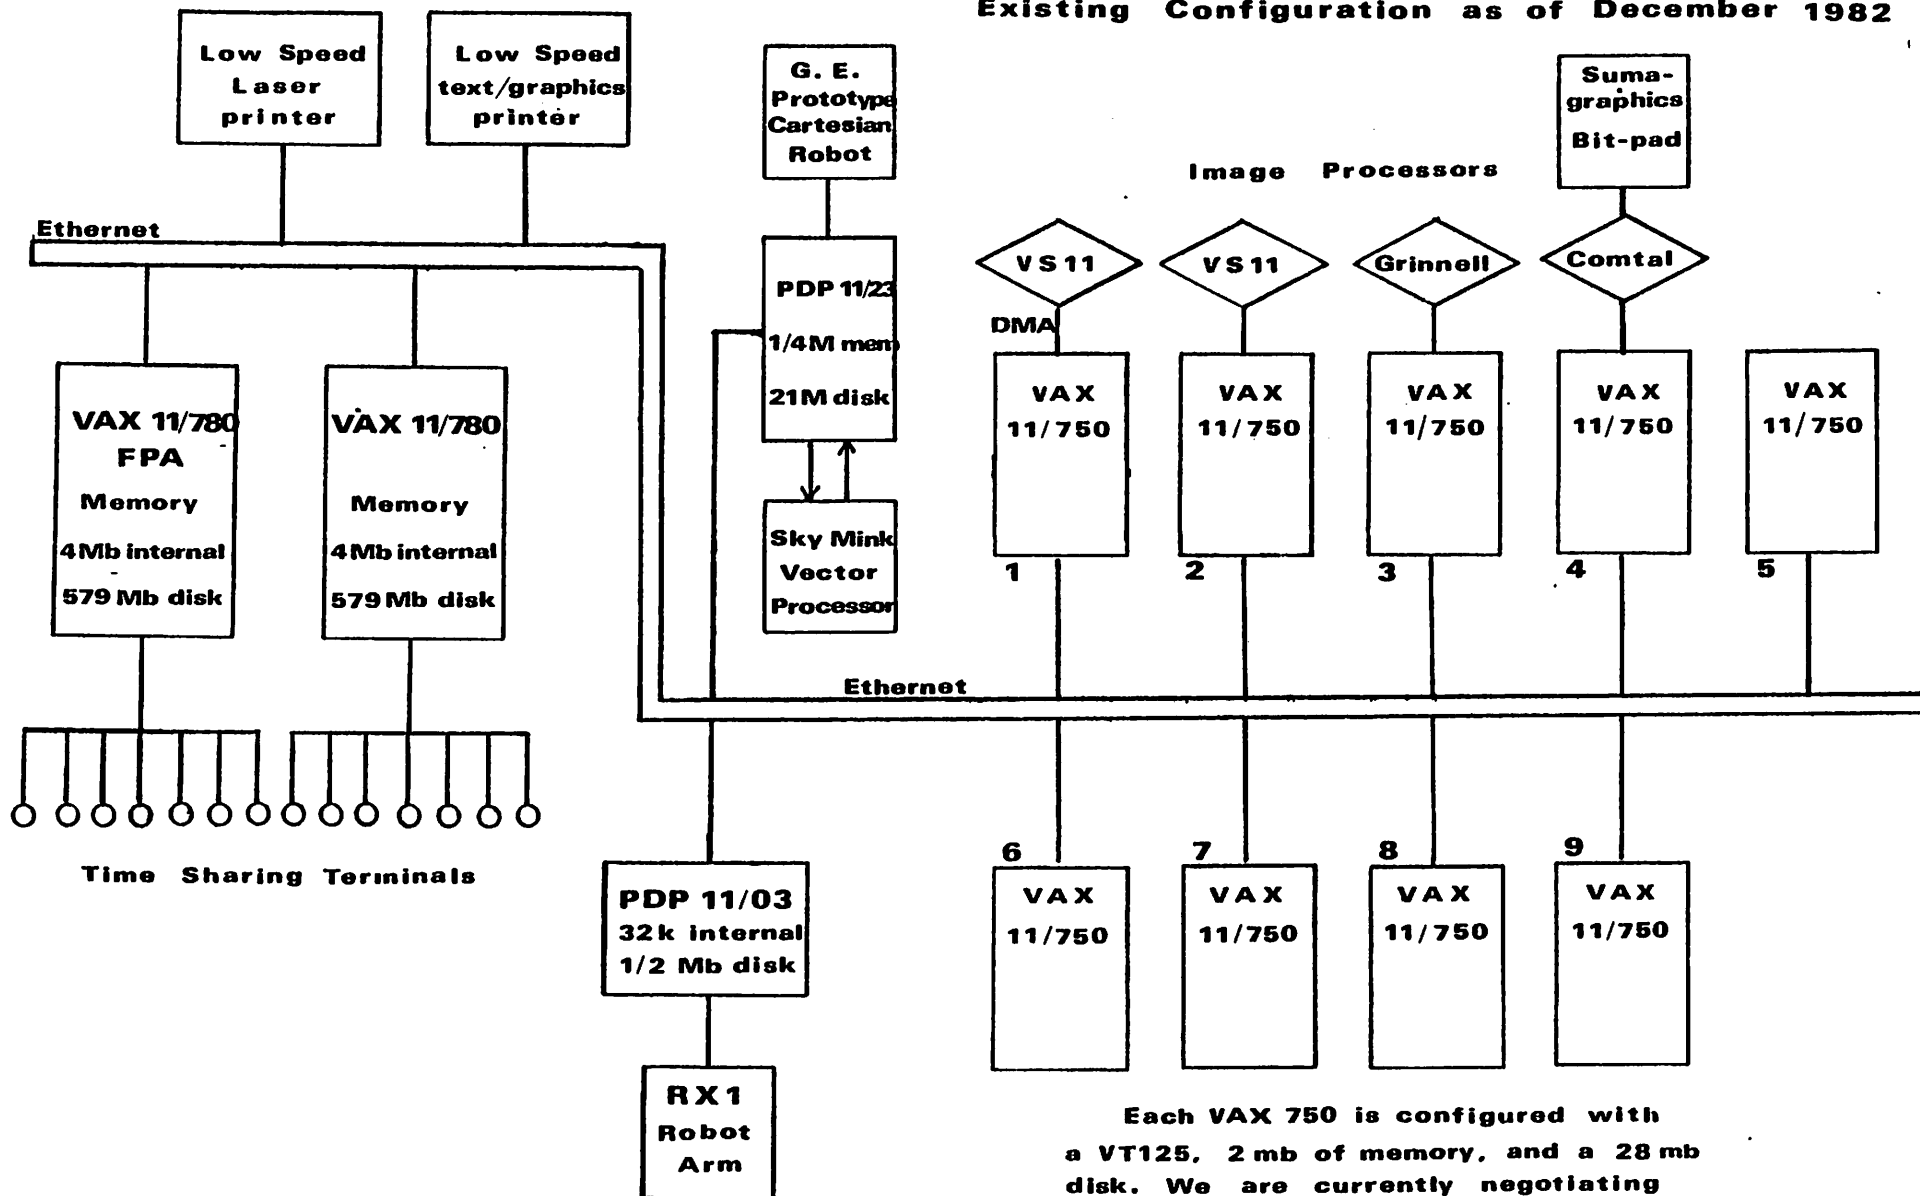 Existing Configuration as of December 1982
Low Speed
Laser
printer
Low Speed
text/graphics
printer
G. E.
Prototype
Cartesian
Robot
Suma-
graphics
Bit-pad
Image Processors
Ethernet
VS11
VS11
Grinnell
Comtal
DMA
PDP 11/23
1/4M mem
21M disk
VAX 11/780
FPA
Memory
4Mb internal
579 Mb disk
VAX 11/780
Memory
4Mb internal
579 Mb disk
VAX
11/750
1
VAX
11/750
2
VAX
11/750
3
VAX
11/750
4
VAX
11/750
5
Sky Mink
Vector
Processor
Ethernet
Time Sharing Terminals
PDP 11/03
32k internal
1/2 Mb disk
6
VAX
11/750
7
VAX
11/750
8
VAX
11/750
9
VAX
11/750
RX1
Robot
Arm
Each VAX 750 is configured with
a VT125, 2mb of memory, and a 28mb
disk. We are currently negotiating